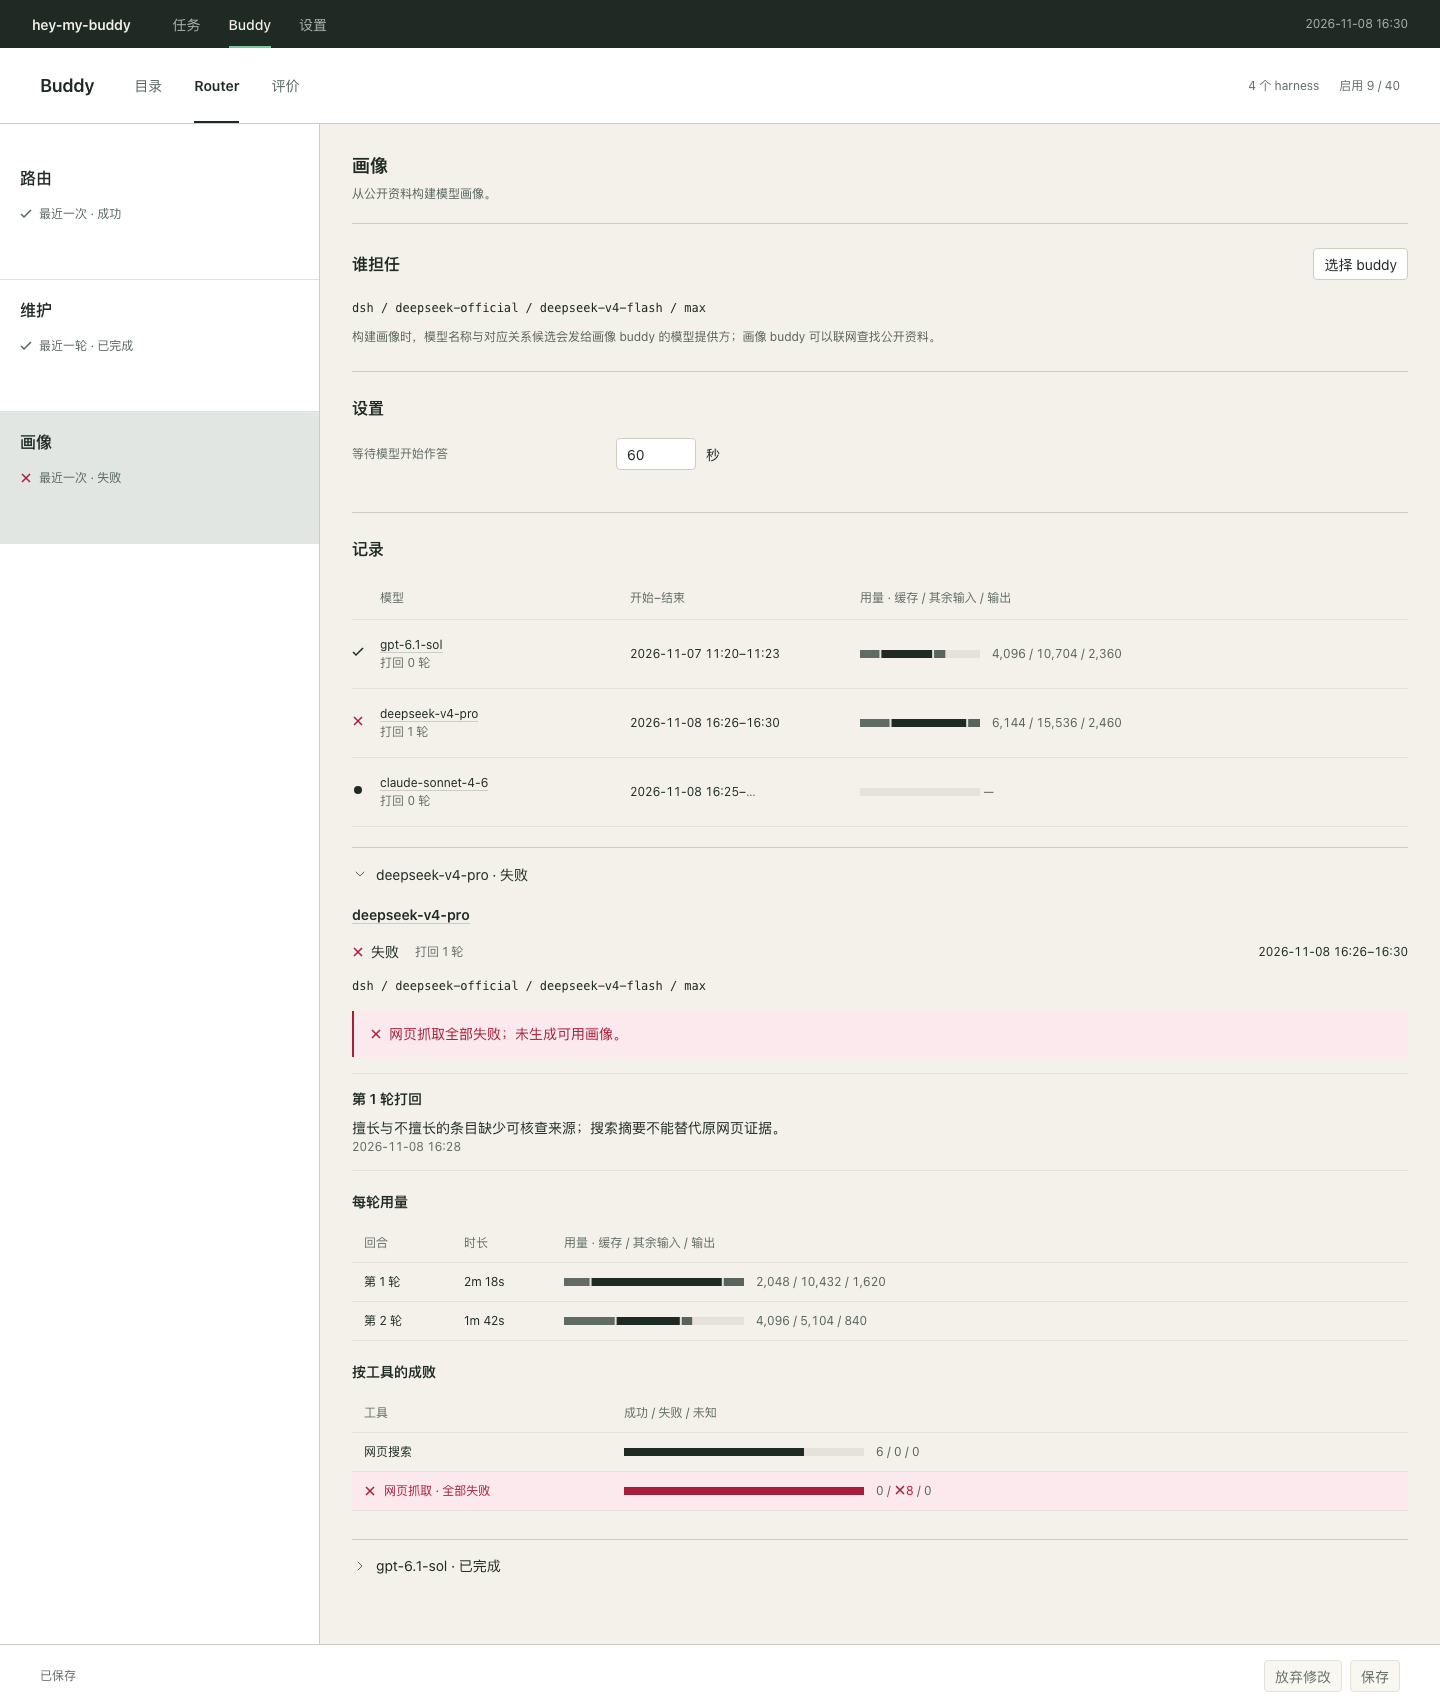 hey-my-buddy 任务 Buddy 设置 2026-11-08 16:30
Buddy 目录 Router 评价 4 个 harness 启用 9 / 40
路由
最近一次 · 成功
维护
最近一轮 · 已完成
画像
最近一次 · 失败
画像
从公开资料构建模型画像。
谁担任 选择 buddy
dsh / deepseek-official / deepseek-v4-flash / max
构建画像时，模型名称与对应关系候选会发给画像 buddy 的模型提供方；画像 buddy 可以联网查找公开资料。
设置
等待模型开始作答 60 秒
记录
模型 开始–结束 用量 · 缓存 / 其余输入 / 输出
gpt-6.1-sol
打回 0 轮
2026-11-07 11:20–11:23 4,096 / 10,704 / 2,360
deepseek-v4-pro
打回 1 轮
2026-11-08 16:26–16:30 6,144 / 15,536 / 2,460
claude-sonnet-4-6
打回 0 轮
2026-11-08 16:25–… —
deepseek-v4-pro · 失败
deepseek-v4-pro
失败 打回 1 轮 2026-11-08 16:26–16:30
dsh / deepseek-official / deepseek-v4-flash / max
网页抓取全部失败；未生成可用画像。
第 1 轮打回
擅长与不擅长的条目缺少可核查来源；搜索摘要不能替代原网页证据。
2026-11-08 16:28
每轮用量
回合 时长 用量 · 缓存 / 其余输入 / 输出
第 1 轮 2m 18s 2,048 / 10,432 / 1,620
第 2 轮 1m 42s 4,096 / 5,104 / 840
按工具的成败
工具 成功 / 失败 / 未知
网页搜索 6 / 0 / 0
网页抓取 · 全部失败 0 / ✕8 / 0
gpt-6.1-sol · 已完成
已保存 放弃修改 保存